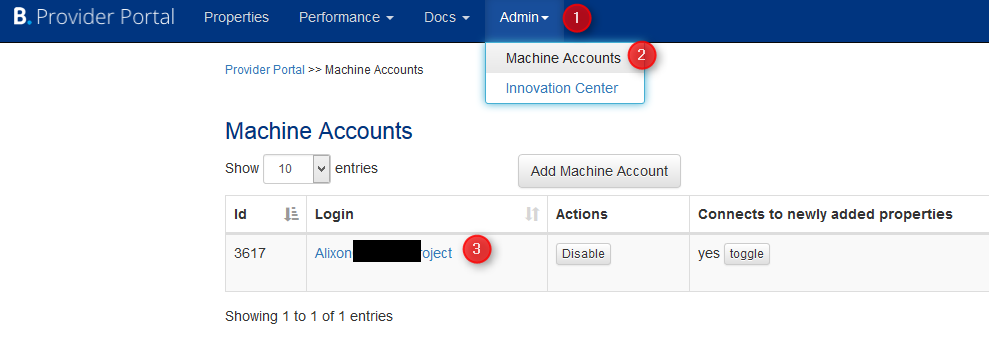 B. Provider Portal Properties Performance Docs Admin 1
Machine Accounts 2
Innovation Center
Provider Portal >> Machine Accounts
Machine Accounts
Show 10 entries Add Machine Account
Id Login Actions Connects to newly added properties
3617 Alixon roject 3 Disable yes toggle
Showing 1 to 1 of 1 entries